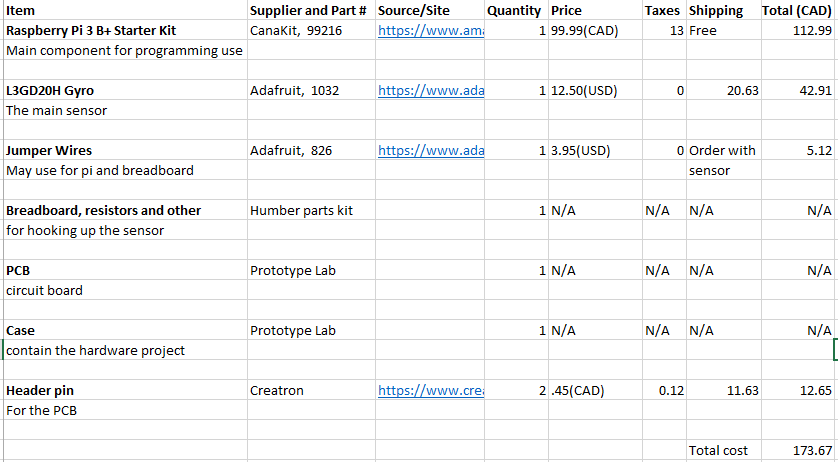 Item Supplier and Part # Source/Site Quantity Price Taxes Shipping Total (CAD)
Raspberry Pi 3 B+ Starter Kit CanaKit, 99216 https://www.ama 1 99.99(CAD) 13 Free 112.99
Main component for programming use
L3GD20H Gyro Adafruit, 1032 https://www.ada 1 12.50(USD) 0 20.63 42.91
The main sensor
Jumper Wires Adafruit, 826 https://www.ada 1 3.95(USD) 0 Order with 5.12
May use for pi and breadboard sensor
Breadboard, resistors and other Humber parts kit 1 N/A N/A N/A N/A
for hooking up the sensor
PCB Prototype Lab 1 N/A N/A N/A N/A
circuit board
Case Prototype Lab 1 N/A N/A N/A N/A
contain the hardware project
Header pin Creatron https://www.crea 2 .45(CAD) 0.12 11.63 12.65
For the PCB
Total cost 173.67